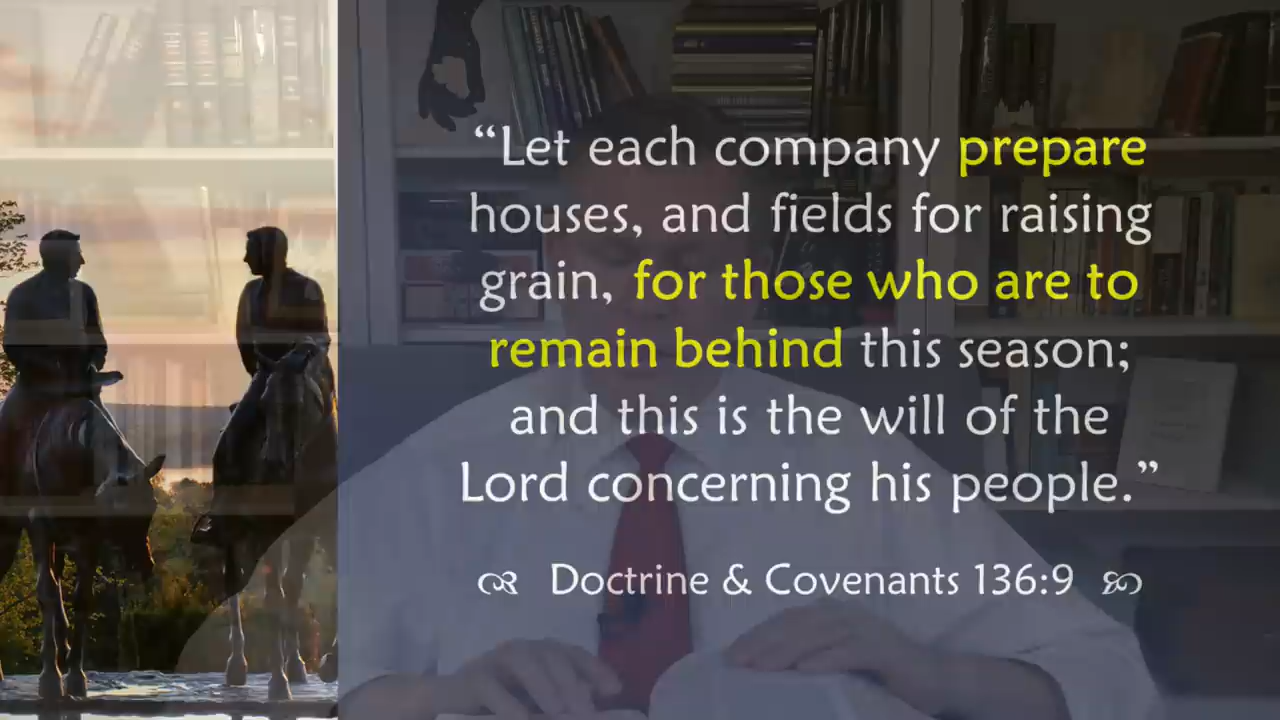 “Let each company prepare
houses, and fields for raising
grain, for those who are to
remain behind this season;
and this is the will of the
Lord concerning his people.”
Doctrine & Covenants 136:9